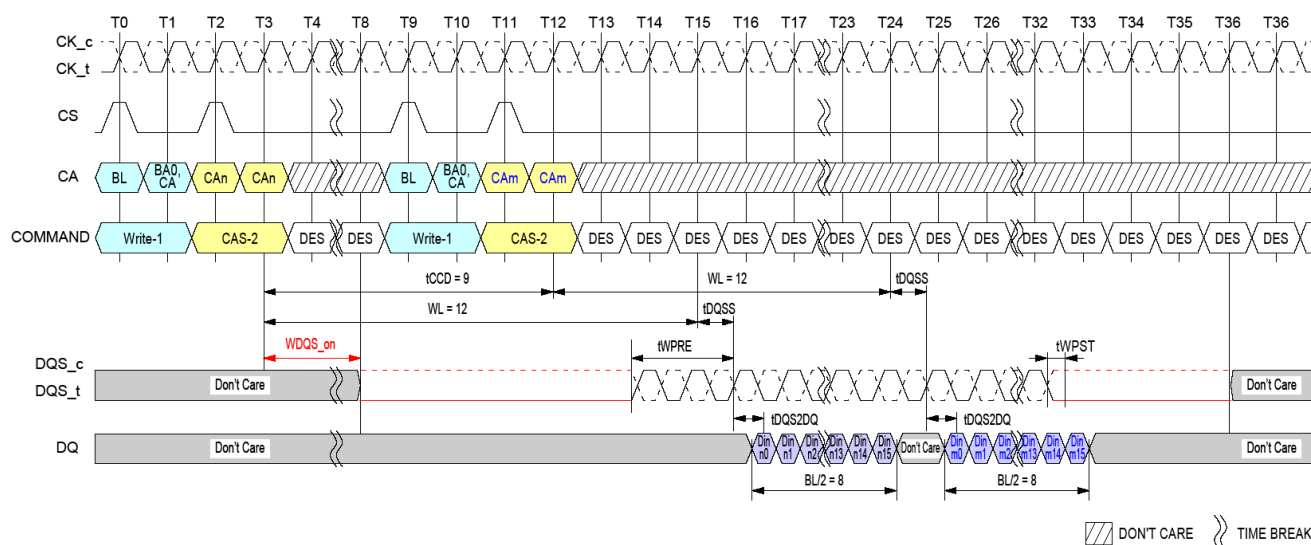 T0 T1 T2 T3 T4 T8 T9 T10 T11 T12 T13 T14 T15 T16 T17 T23 T24 T25 T26 T32 T33 T34 T35 T36 T36
CK_c
CK_t
CS
CA BL BA0, CA CAn CAn BL BA0, CA CAm CAm
COMMAND Write-1 CAS-2 DES DES Write-1 CAS-2 DES DES DES DES DES DES DES DES DES DES DES DES DES DES DES
tCCD = 9 WL = 12 tDQSS
WL = 12 tDQSS
WDQS_on tWPRE tWPST
DQS_c
DQS_t Don't Care Don't Care
tDQS2DQ tDQS2DQ
DQ Don't Care Din n0 Din n1 Din n2 Din n13 Din n14 Din n15 Don't Care Din m0 Din m1 Din m2 Din m13 Din m14 Din m15 Don't Care
BL/2 = 8 BL/2 = 8
DON'T CARE TIME BREAK